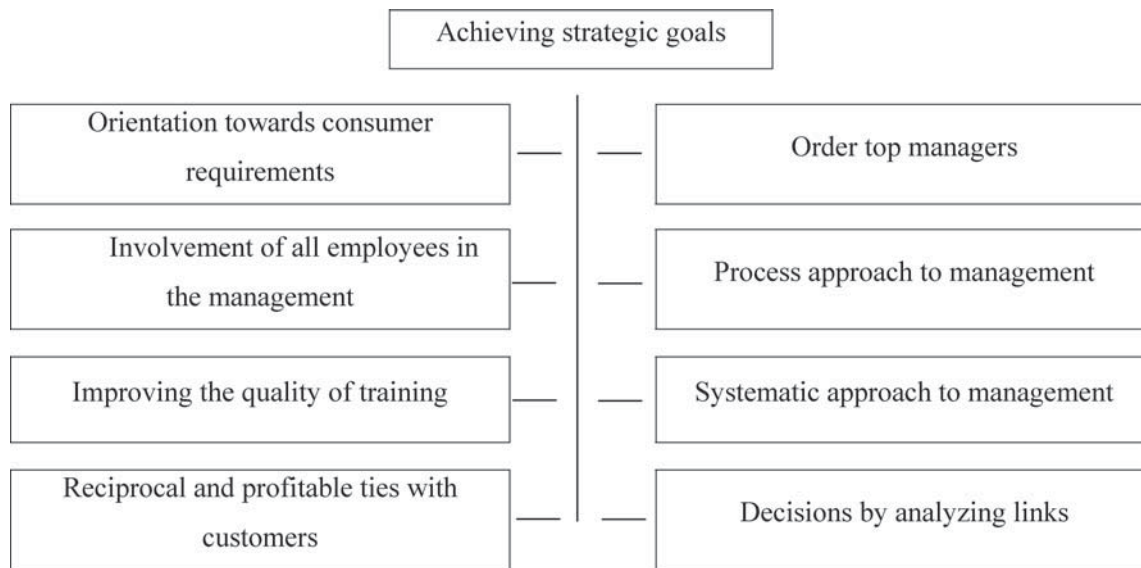 Achieving strategic goals
Orientation towards consumer
requirements
Order top managers
Involvement of all employees in
the management
Process approach to management
Improving the quality of training
Systematic approach to management
Reciprocal and profitable ties with
customers
Decisions by analyzing links